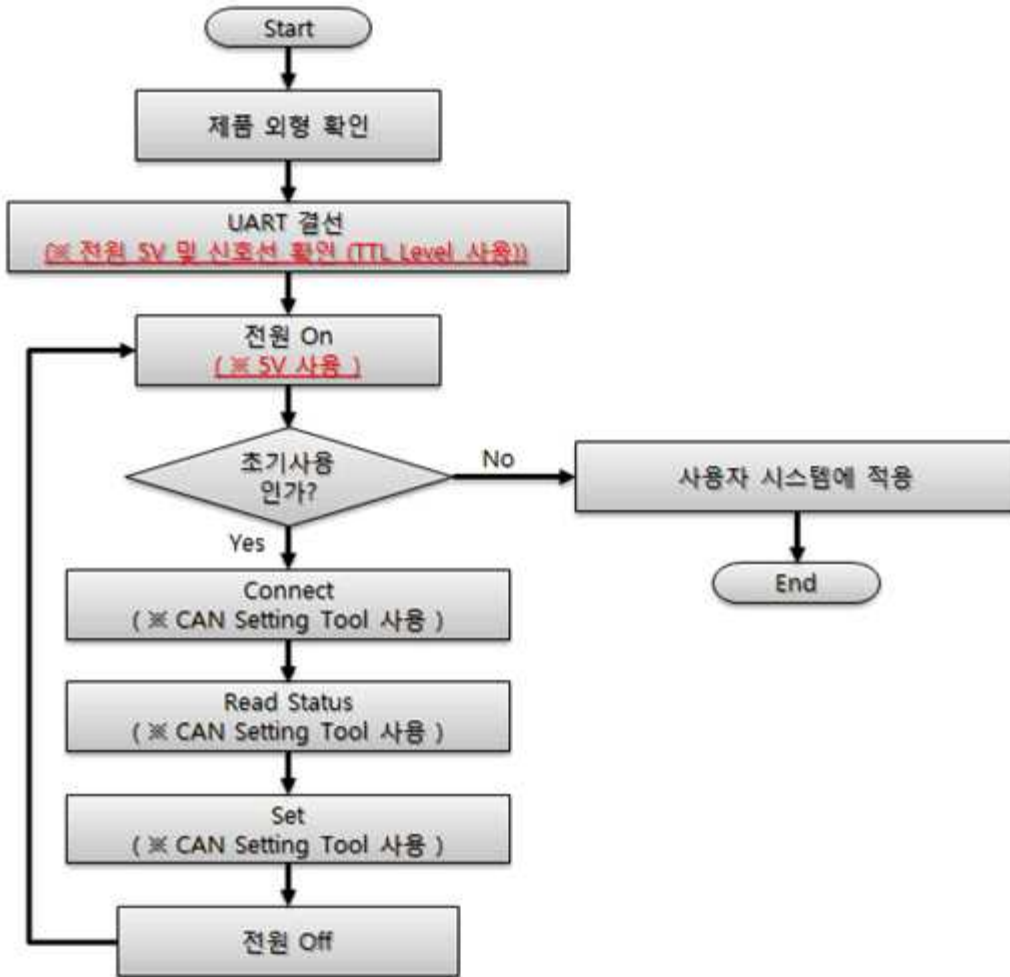 Start
제품 외형 확인
UART 결선
(※ 전원 5V 및 신호선 확인 (TTL Level 사용))
전원 On
( ※ 5V 사용 )
초기사용
인가?
No
사용자 시스템에 적용
Yes
End
Connect
( ※ CAN Setting Tool 사용 )
Read Status
( ※ CAN Setting Tool 사용 )
Set
( ※ CAN Setting Tool 사용 )
전원 Off